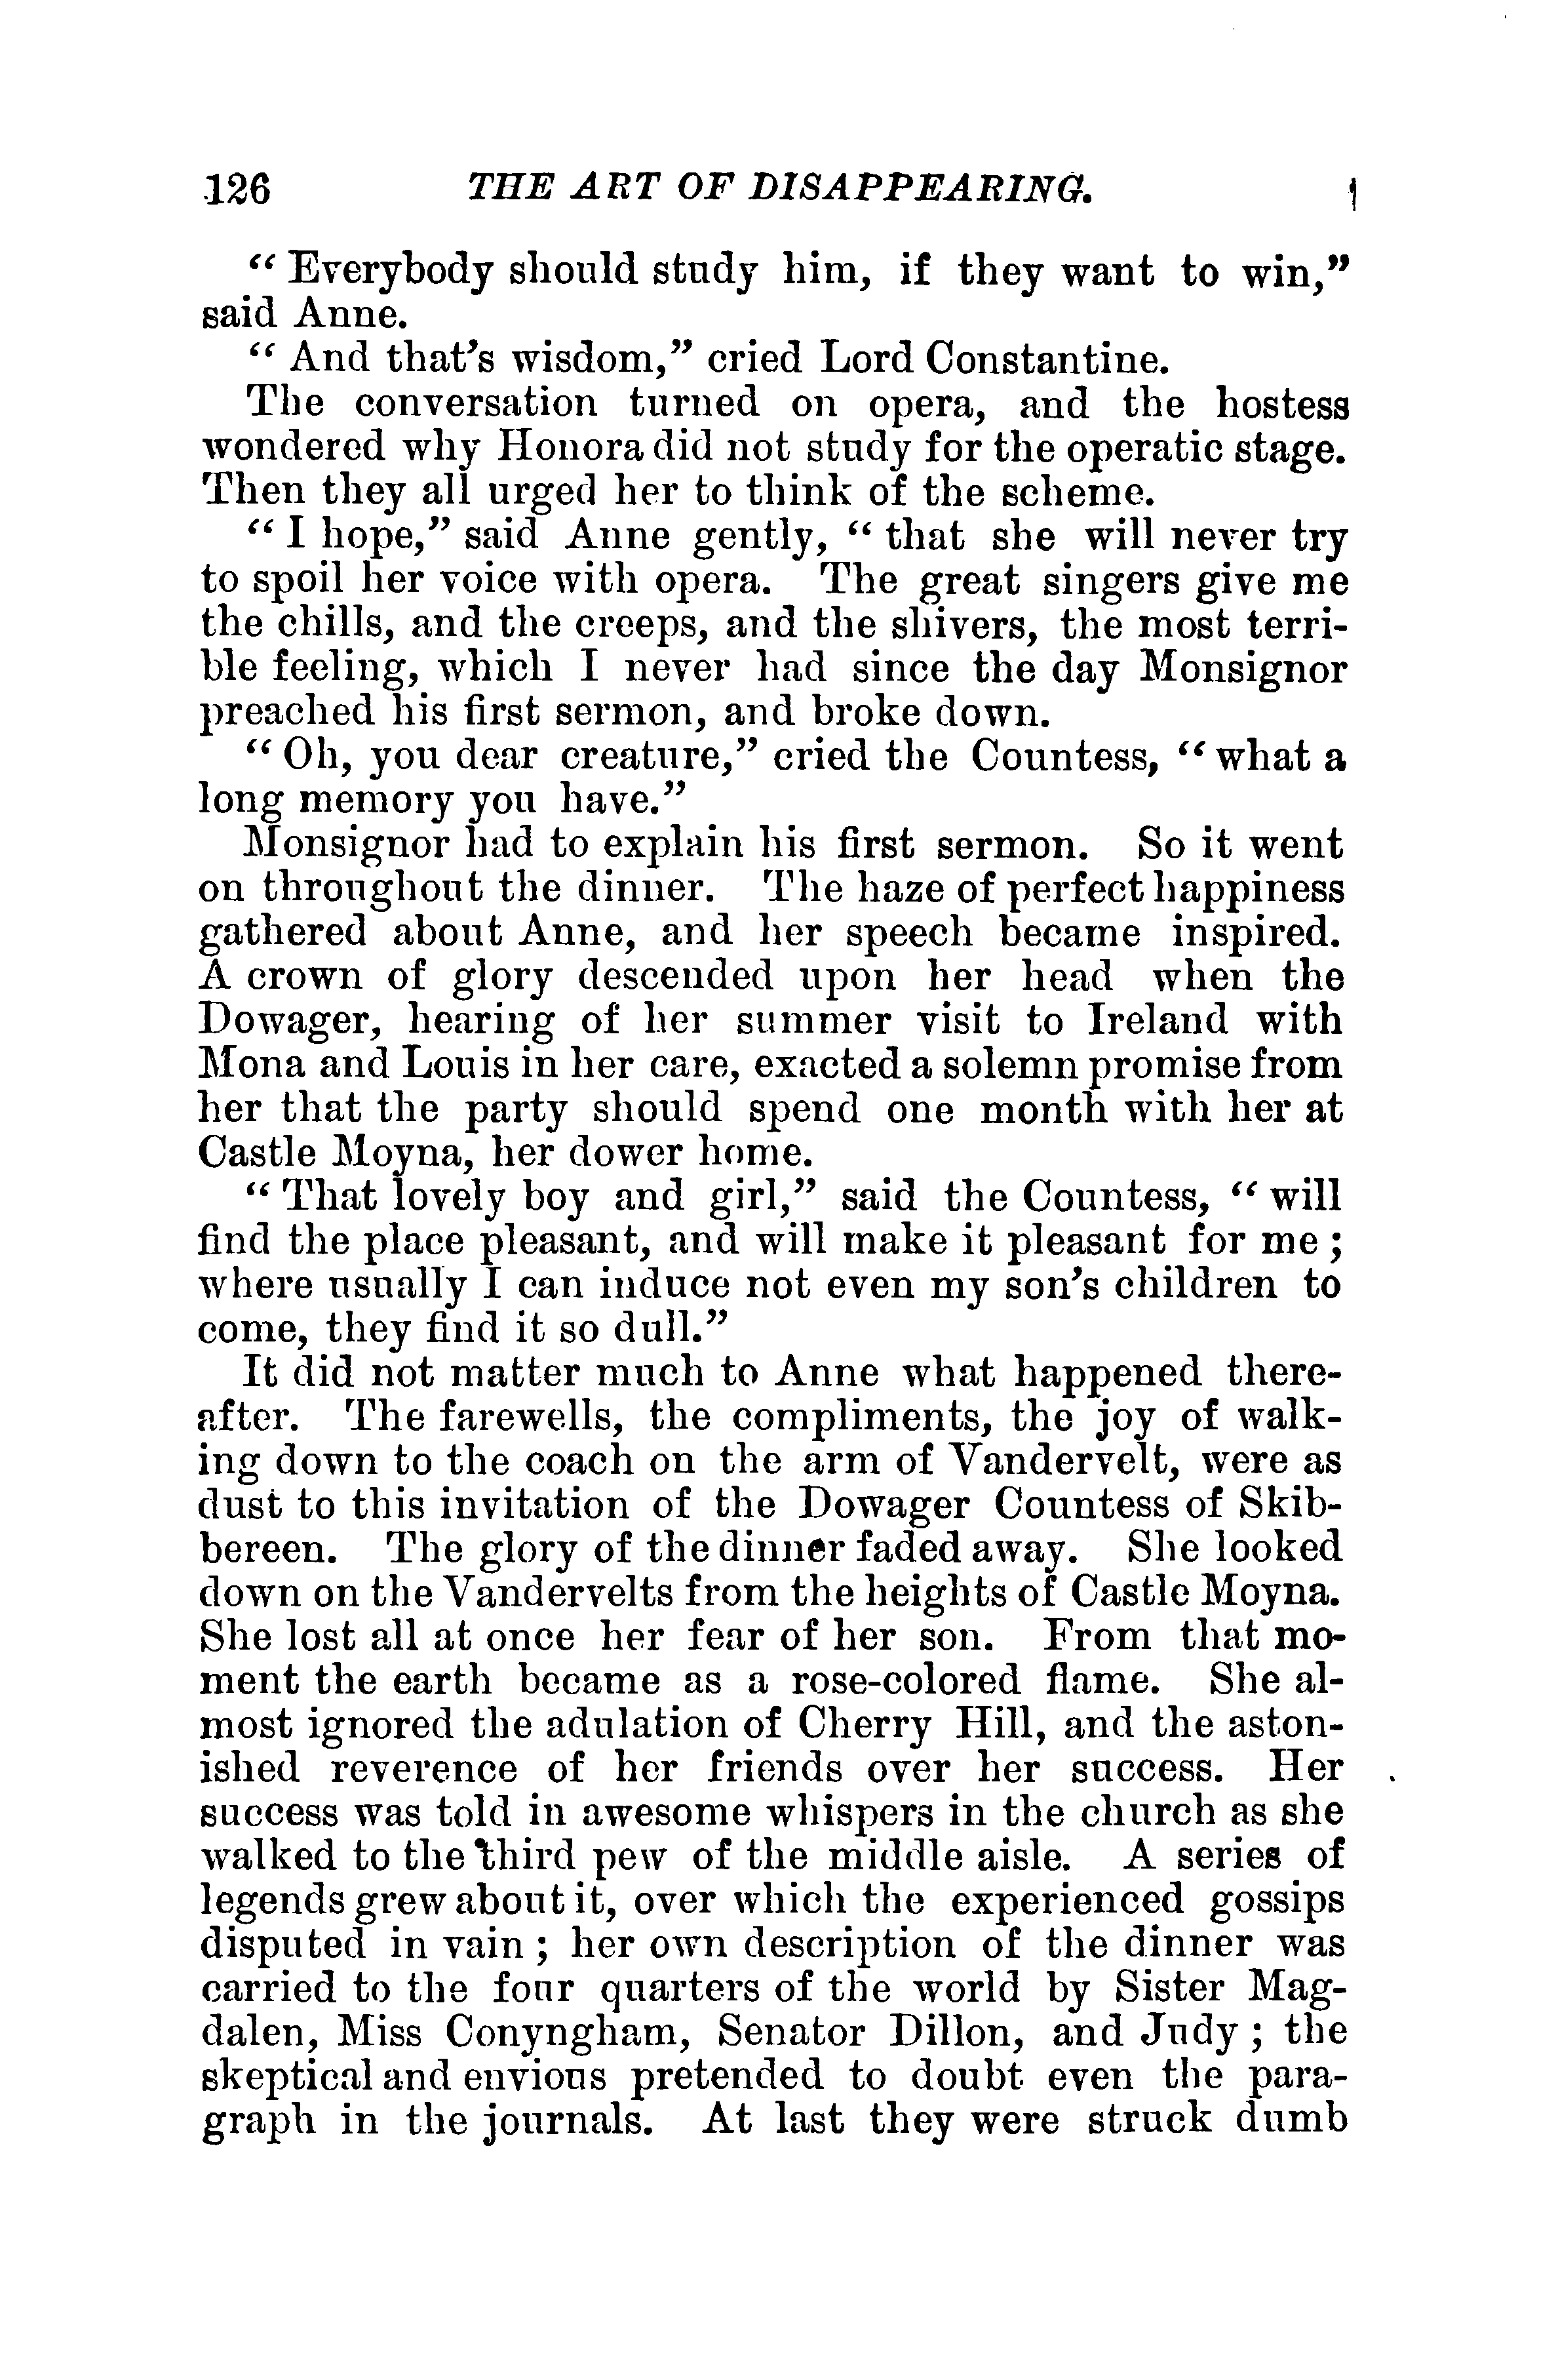 126 THE ART OF DISAPPEARING.
“ Everybody should study him, if they want to win,”
said Anne.
“ And that’s wisdom,” cried Lord Constantine.
The conversation turned on opera, and the hostess
wondered why Honora did not study for the operatic stage.
Then they all urged her to think of the scheme.
“ I hope,” said Anne gently, “ that she will never try
to spoil her voice with opera. The great singers give me
the chills, and the creeps, and the shivers, the most terri-
ble feeling, which I never had since the day Monsignor
preached his first sermon, and broke down.
“ Oh, you dear creature,” cried the Countess, “ what a
long memory you have.”
Monsignor had to explain his first sermon. So it went
on throughout the dinner. The haze of perfect happiness
gathered about Anne, and her speech became inspired.
A crown of glory descended upon her head when the
Dowager, hearing of her summer visit to Ireland with
Mona and Louis in her care, exacted a solemn promise from
her that the party should spend one month with her at
Castle Moyna, her dower home.
“ That lovely boy and girl,” said the Countess, “ will
find the place pleasant, and will make it pleasant for me ;
where usually I can induce not even my son’s children to
come, they find it so dull.”
It did not matter much to Anne what happened there-
after. The farewells, the compliments, the joy of walk-
ing down to the coach on the arm of Vandervelt, were as
dust to this invitation of the Dowager Countess of Skib-
bereen. The glory of the dinner faded away. She looked
down on the Vandervelts from the heights of Castle Moyna.
She lost all at once her fear of her son. From that mo-
ment the earth became as a rose-colored flame. She al-
most ignored the adulation of Cherry Hill, and the aston-
ished reverence of her friends over her success. Her
success was told in awesome whispers in the church as she
walked to the third pew of the middle aisle. A series of
legends grew about it, over which the experienced gossips
disputed in vain ; her own description of the dinner was
carried to the four quarters of the world by Sister Mag-
dalen, Miss Conyngham, Senator Dillon, and Judy ; the
skeptical and envious pretended to doubt even the para-
graph in the journals. At last they were struck dumb